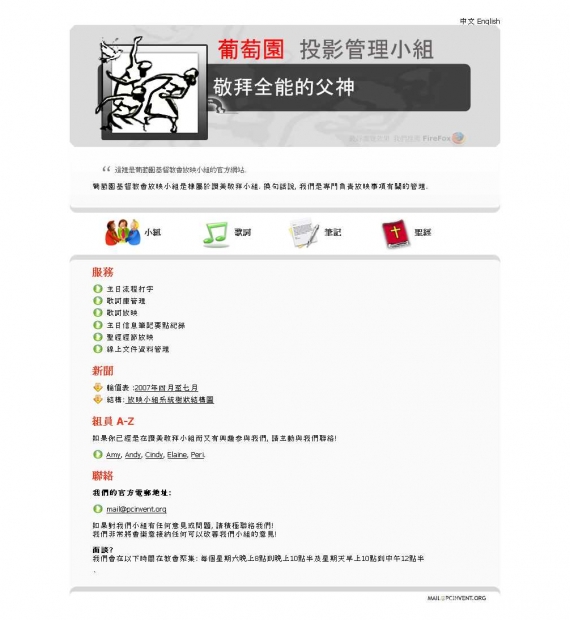 中文 English
葡萄園 投影管理小組
敬拜全能的父神
FireFox
這裡是葡萄園基督教會放映小組的官方網站.
葡萄園基督教會放映小組是棣屬於讚美敬拜小組. 換句話說, 我們是專門負責放映事項有關的管理.
小組 歌詞 筆記 聖經
服務
主日流程打字
歌詞庫管理
歌詞放映
主日信息筆記要點紀錄
聖經經節放映
線上文件資料管理
新聞
輪值表 :2007年四月至七月
結構: 放映小組系統樹狀結構圖
組員 A-Z
如果你已經是在讚美敬拜小組而又有興趣參與我們, 請主動與我們聯絡!
Amy, Andy, Cindy, Elaine, Peri.
聯絡
我們的官方電郵地址:
mail@pcinvent.org
如果對我們小組有任何意見或問題, 請積極聯絡我們!
我們非常將會樂意接納任何可以改善我們小組的意見!
面談?
我們會在以下時間在教會聚集: 每個星期六晚上8點到晚上10點半及星期天早上10點到中午12點半
MAIL@PCINVENT.ORG